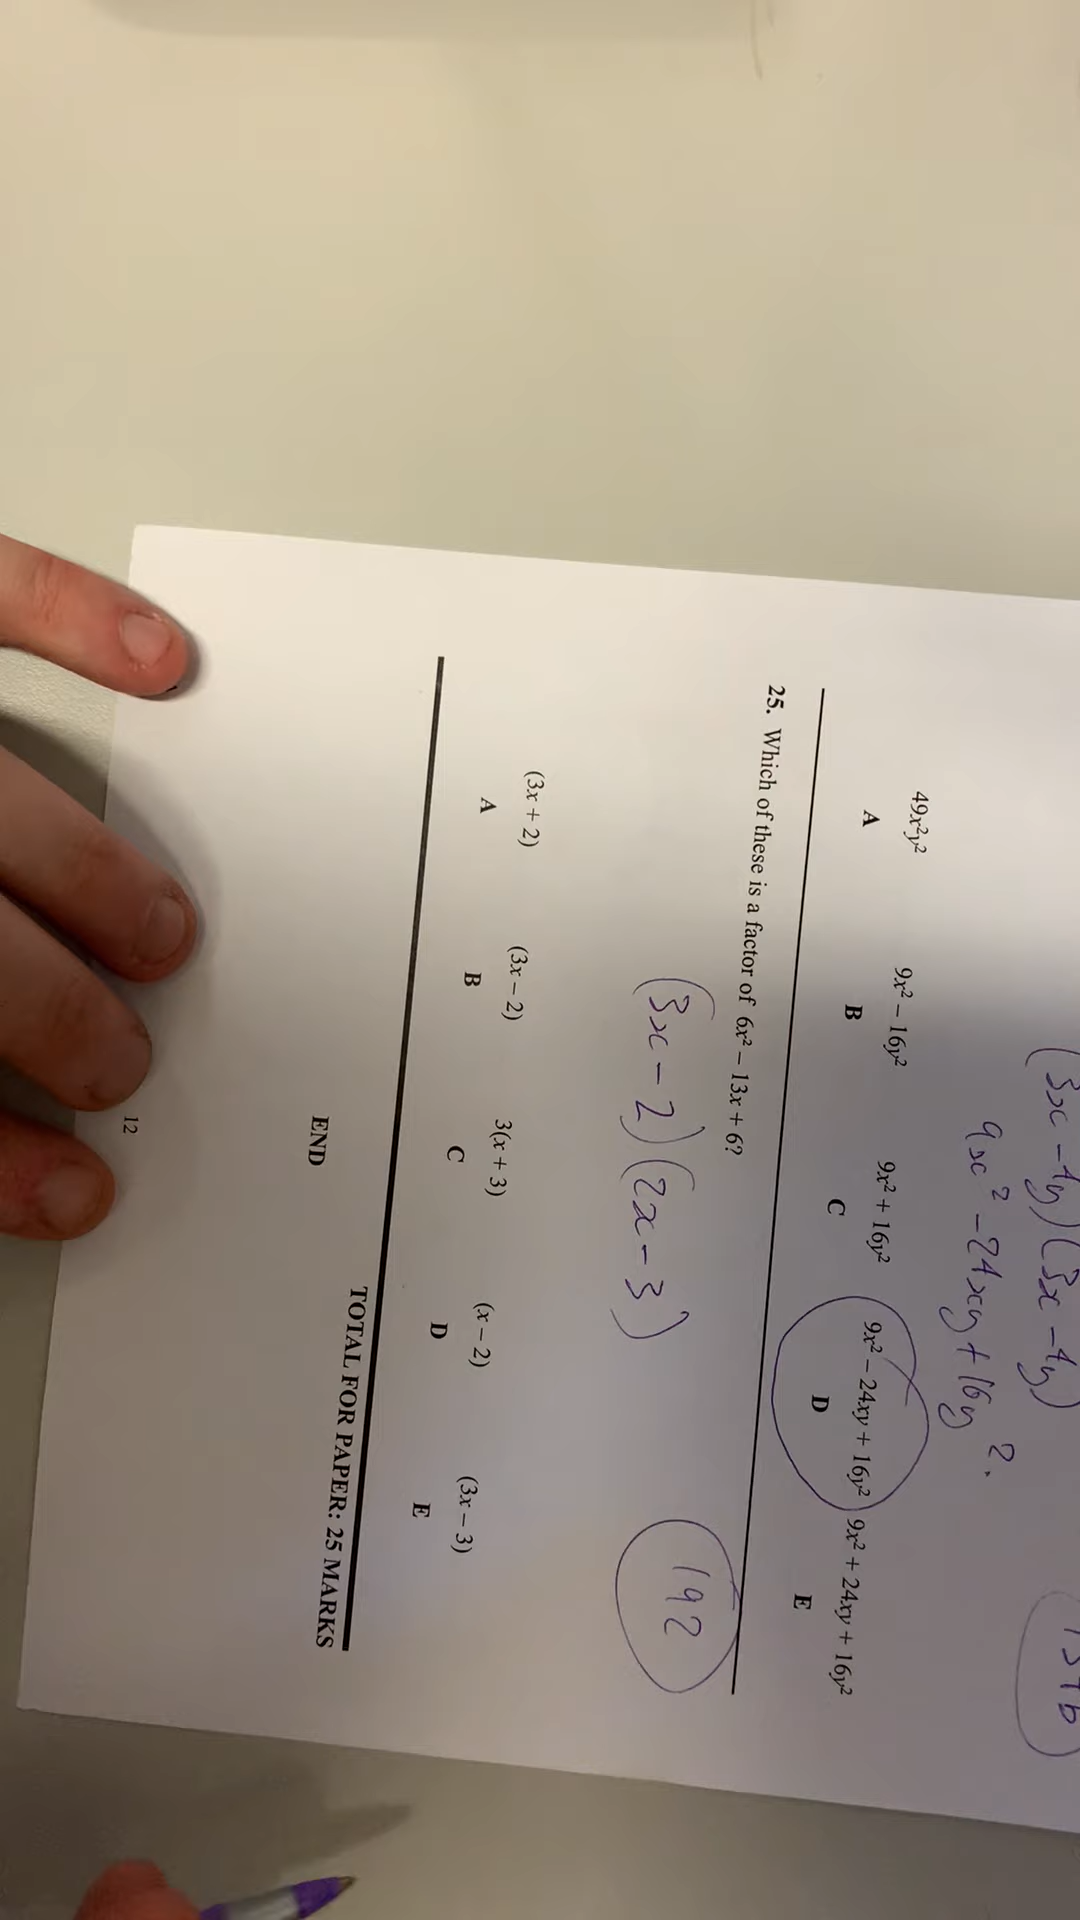 (3x - 4y)(3x - 4y)
9x² - 24xy + 16y².
49x²y² 9x² – 16y² 9x² + 16y² 9x² – 24xy + 16y² 9x² + 24xy + 16y²
A B C D E
25. Which of these is a factor of 6x² – 13x + 6?
(3x - 2)(2x - 3)
192
(3x + 2) (3x – 2) 3(x + 3) (x – 2) (3x – 3)
A B C D E
TOTAL FOR PAPER: 25 MARKS
END
12